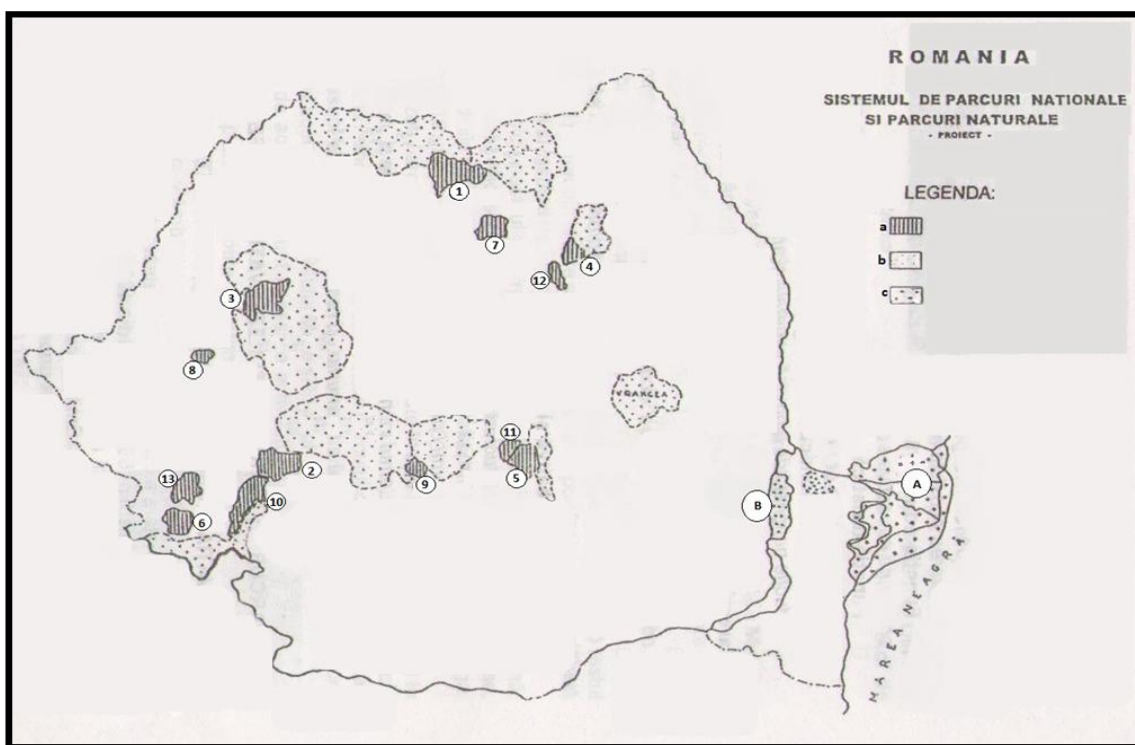 ROMANIA
SISTEMUL DE PARCURI NATIONALE
SI PARCURI NATURALE
- PROIECT -
LEGENDA:
a
b
c
1
7
4
12
3
8
VRANCEA
11
2
5
9
13
10
6
A
B
MAREA NEAGRĂ